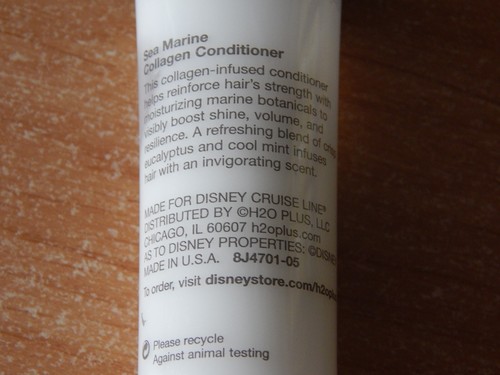 Sea Marine
Collagen Conditioner
This collagen-infused conditioner
helps reinforce hair's strength with
moisturizing marine botanicals to
visibly boost shine, volume, and
resilience. A refreshing blend of
eucalyptus and cool mint infuses
hair with an invigorating scent.
MADE FOR DISNEY CRUISE LINE®
DISTRIBUTED BY ©H2O PLUS, LLC
CHICAGO, IL 60607 h2oplus.com
AS TO DISNEY PROPERTIES: ©DISNEY
MADE IN U.S.A. 8J4701-05
To order, visit disneystore.com/h2oplus
Please recycle
Against animal testing